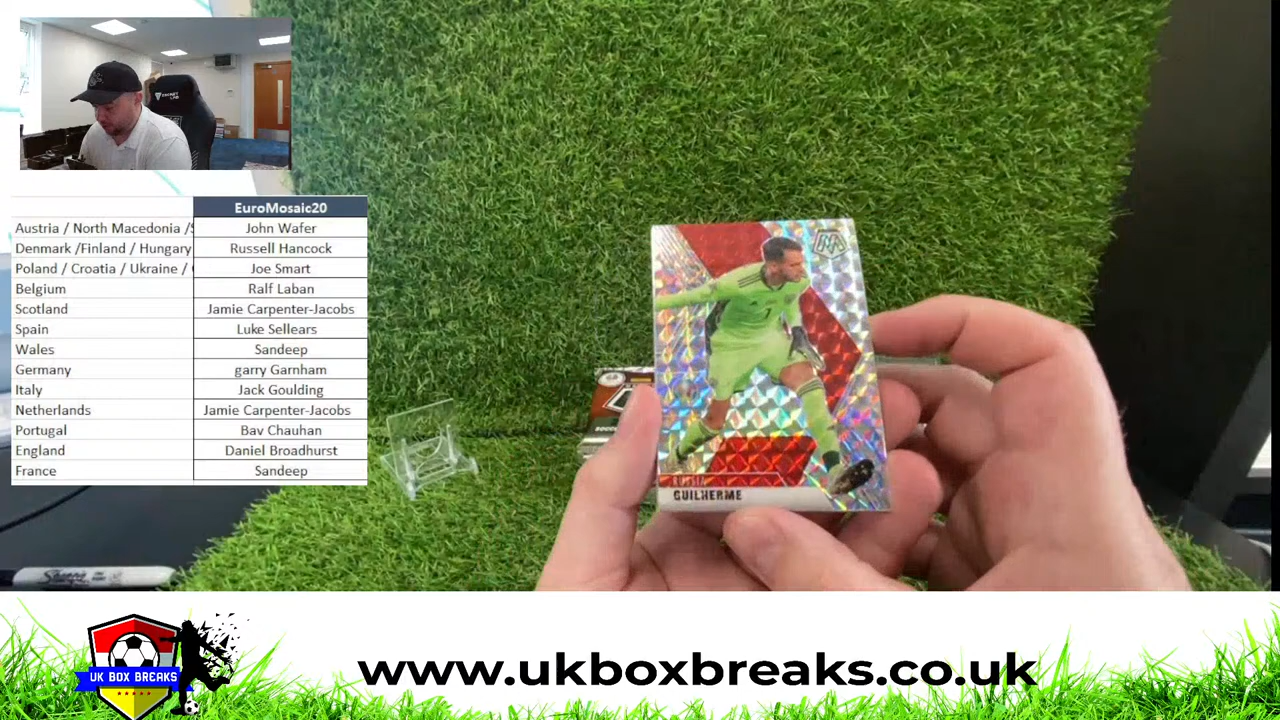 EuroMosaic20
Austria / North Macedonia /S John Wafer
Denmark /Finland / Hungary Russell Hancock
Poland / Croatia / Ukraine / Joe Smart
Belgium Ralf Laban
Scotland Jamie Carpenter-Jacobs
Spain Luke Sellears
Wales Sandeep
Germany garry Garnham
Italy Jack Goulding
Netherlands Jamie Carpenter-Jacobs
Portugal Bav Chauhan
England Daniel Broadhurst
France Sandeep
RUSSIA
GUILHERME
Sharpie
UK BOX BREAKS
www.ukboxbreaks.co.uk